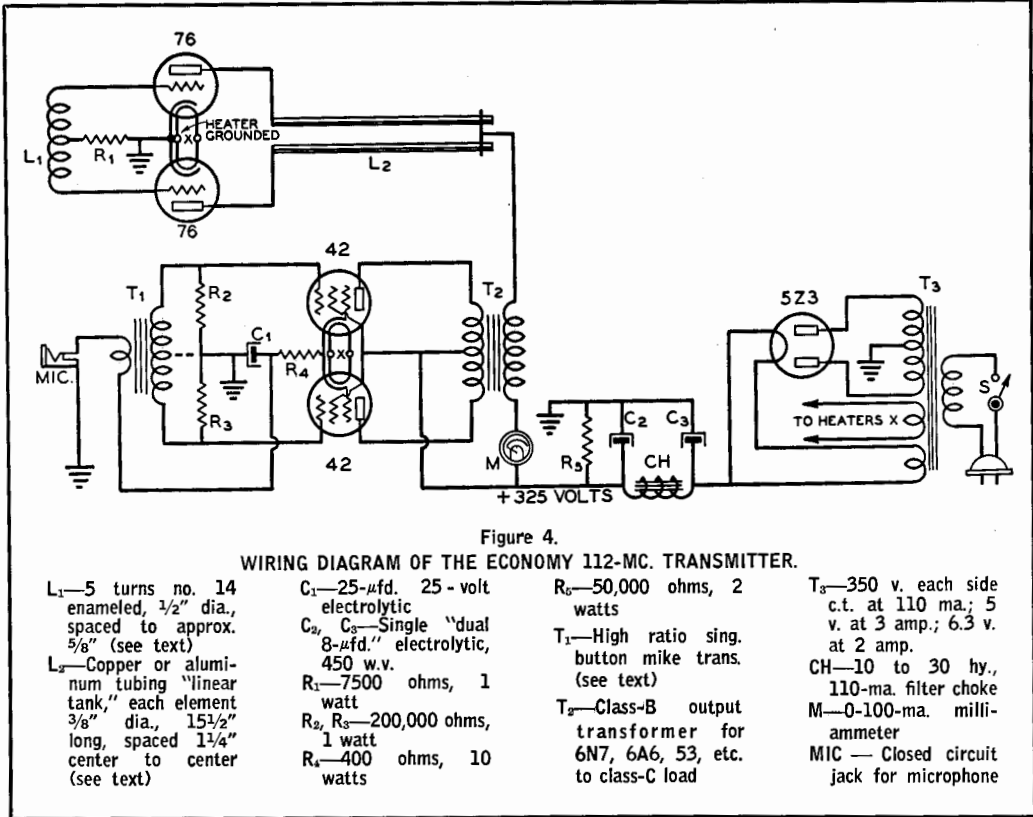 76
HEATER
GROUNDED
L1
R1
L2
76
42
T1
R2
C1
R4
R3
MIC.
42
T2
M
R5
C2
C3
CH
+325 VOLTS
5Z3
T3
TO HEATERS X
S
X
X
Figure 4.
WIRING DIAGRAM OF THE ECONOMY 112-MC. TRANSMITTER.
L₁—5 turns no. 14
enameled, 1/2" dia.,
spaced to approx.
5/8" (see text)
L₂—Copper or alumi-
num tubing "linear
tank," each element
3/8" dia., 15½"
long, spaced 1¼"
center to center
(see text)
C₁—25-μfd. 25-volt
electrolytic
C₂, C₃—Single "dual
8-μfd." electrolytic,
450 w.v.
R₁—7500 ohms, 1
watt
R₂, R₃—200,000 ohms,
1 watt
R₄—400 ohms, 10
watts
R₅—50,000 ohms, 2
watts
T₁—High ratio sing.
button mike trans.
(see text)
T₂—Class-B output
transformer for
6N7, 6A6, 53, etc.
to class-C load
T₃—350 v. each side
c.t. at 110 ma.; 5
v. at 3 amp.; 6.3 v.
at 2 amp.
CH—10 to 30 hy.,
110-ma. filter choke
M—0-100-ma. milli-
ammeter
MIC — Closed circuit
jack for microphone